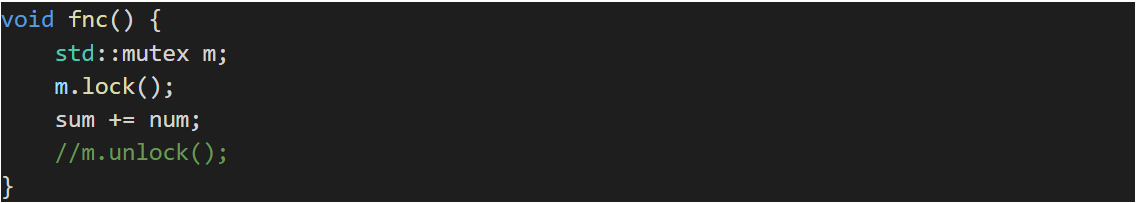 void fnc() {
    std::mutex m;
    m.lock();
    sum += num;
    //m.unlock();
}